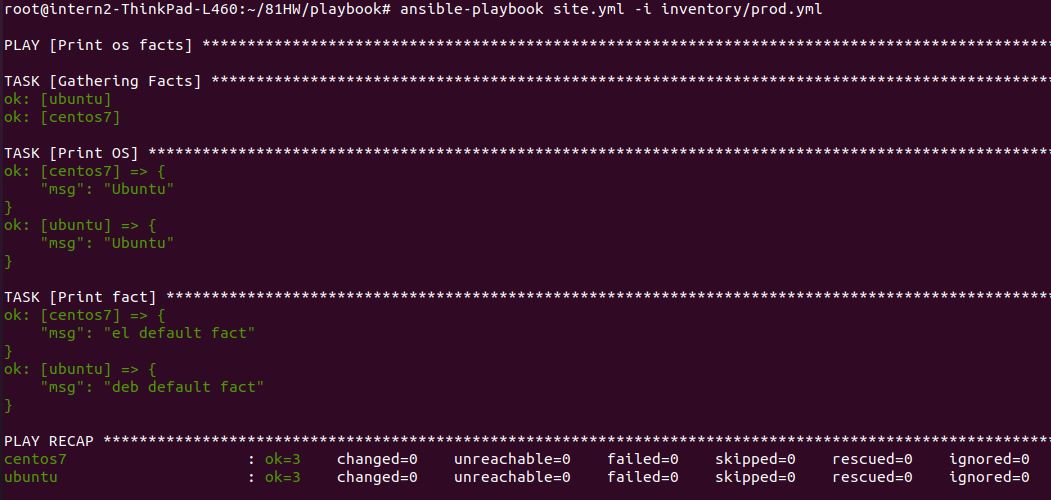 root@intern2-ThinkPad-L460:~/81HW/playbook# ansible-playbook site.yml -i inventory/prod.yml
PLAY [Print os facts] **********************************************************************************************
TASK [Gathering Facts] *********************************************************************************************
ok: [ubuntu]
ok: [centos7]
TASK [Print OS] ****************************************************************************************************
ok: [centos7] => {
    "msg": "Ubuntu"
}
ok: [ubuntu] => {
    "msg": "Ubuntu"
}
TASK [Print fact] **************************************************************************************************
ok: [centos7] => {
    "msg": "el default fact"
}
ok: [ubuntu] => {
    "msg": "deb default fact"
}
PLAY RECAP *********************************************************************************************************
centos7                    : ok=3    changed=0    unreachable=0    failed=0    skipped=0    rescued=0    ignored=0
ubuntu                     : ok=3    changed=0    unreachable=0    failed=0    skipped=0    rescued=0    ignored=0